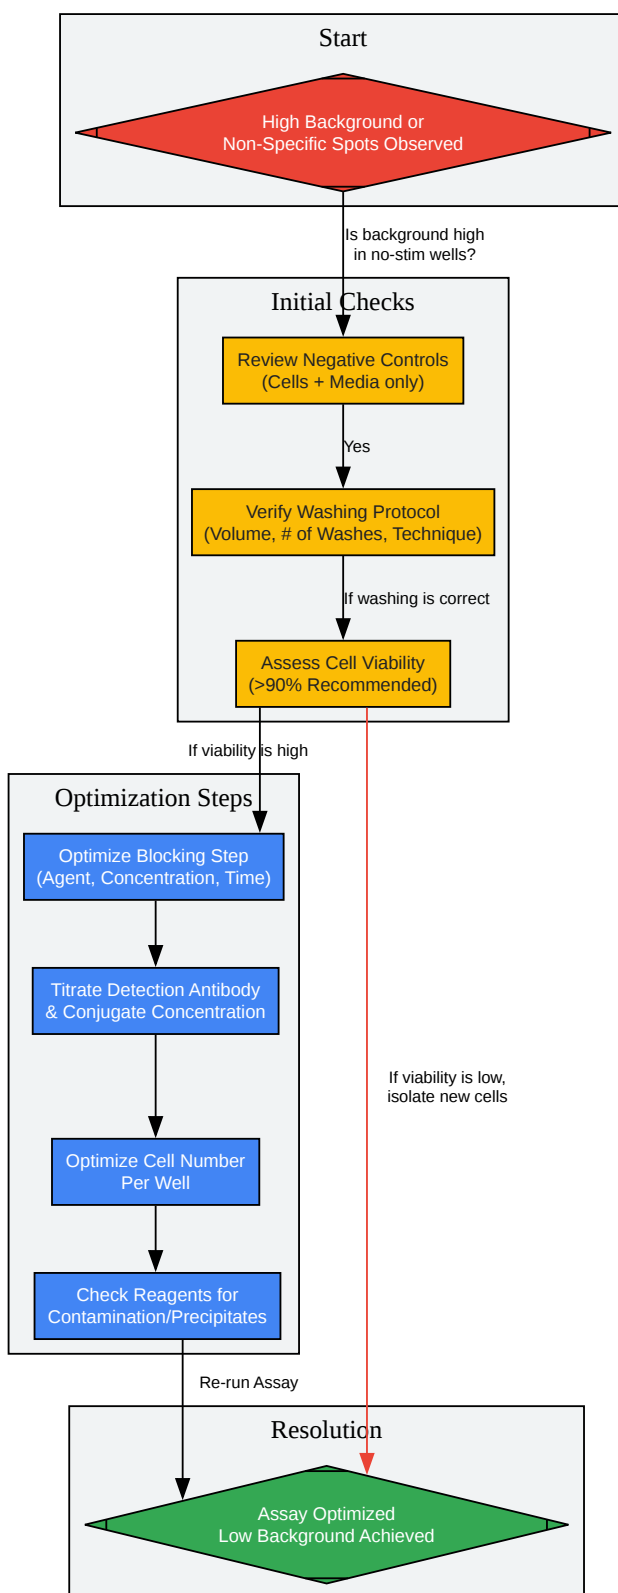 Start
High Background or
Non-Specific Spots Observed
Is background high
in no-stim wells?
Initial Checks
Review Negative Controls
(Cells + Media only)
Yes
Verify Washing Protocol
(Volume, # of Washes, Technique)
If washing is correct
Assess Cell Viability
(>90% Recommended)
If viability is high
Optimization Steps
Optimize Blocking Step
(Agent, Concentration, Time)
Titrate Detection Antibody
& Conjugate Concentration
If viability is low,
isolate new cells
Optimize Cell Number
Per Well
Check Reagents for
Contamination/Precipitates
Re-run Assay
Resolution
Assay Optimized
Low Background Achieved